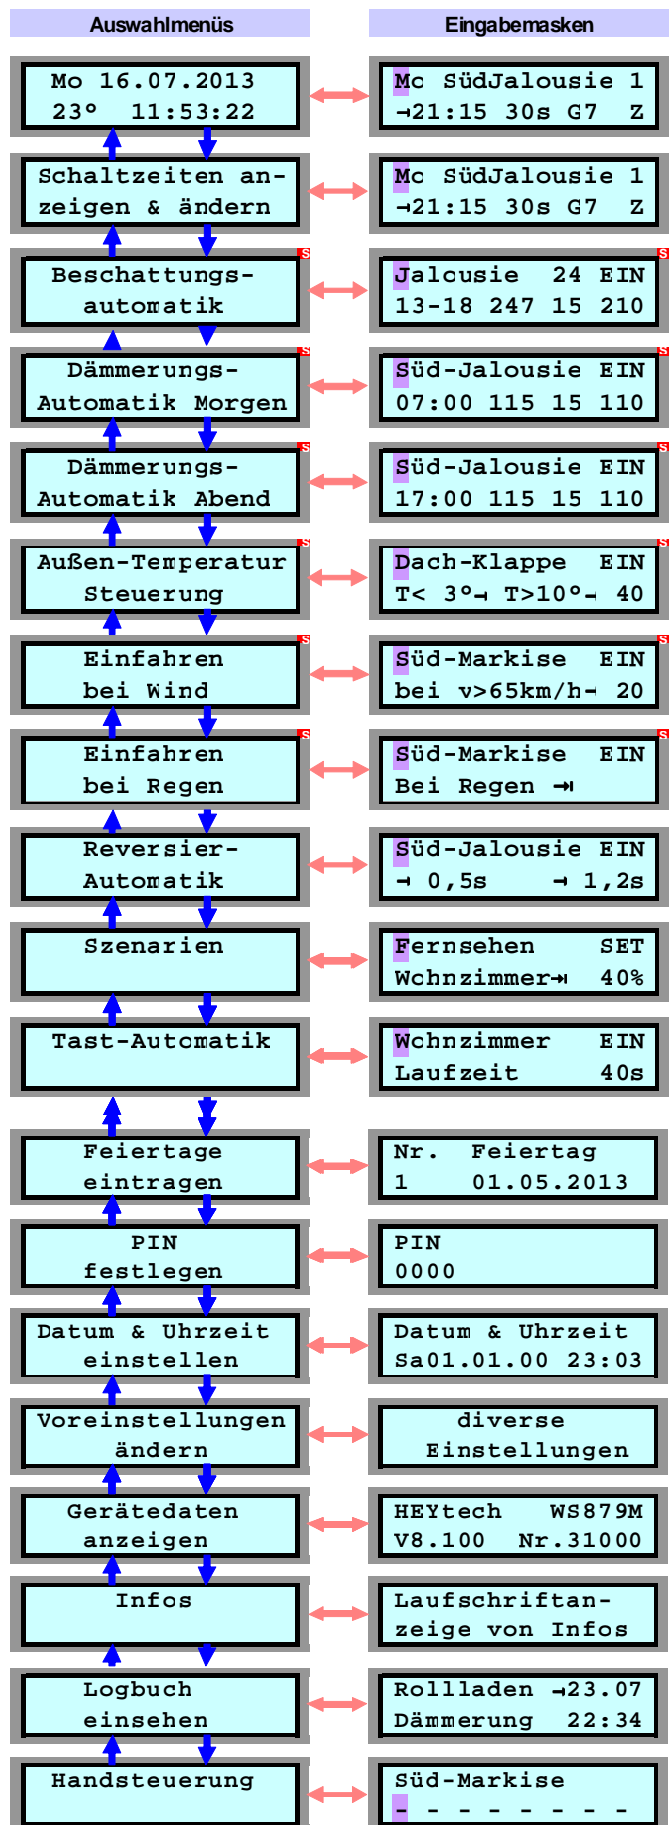 Auswahlmenüs
Eingabemasken
Mo 16.07.2013
23° 11:53:22
Mo SüdJalousie 1
→21:15 30s G7 Z
Schaltzeiten an-
zeigen & ändern
Mo SüdJalousie 1
→21:15 30s G7 Z
S
Beschattungs-
automatik
S
Jalousie 24 EIN
13-18 247 15 210
S
Dämmerungs-
Automatik Morgen
S
Süd-Jalousie EIN
07:00 115 15 110
S
Dämmerungs-
Automatik Abend
S
Süd-Jalousie EIN
17:00 115 15 110
S
Außen-Temperatur
Steuerung
S
Dach-Klappe EIN
T< 3°→ T>10°→ 40
S
Einfahren
bei Wind
S
Süd-Markise EIN
bei v>65km/h→ 20
S
Einfahren
bei Regen
S
Süd-Markise EIN
Bei Regen →
Reversier-
Automatik
Süd-Jalousie EIN
→ 0,5s → 1,2s
Szenarien
Fernsehen SET
Wohnzimmer→ 40%
Tast-Automatik
Wohnzimmer EIN
Laufzeit 40s
Feiertage
eintragen
Nr. Feiertag
1 01.05.2013
PIN
festlegen
PIN
0000
Datum & Uhrzeit
einstellen
Datum & Uhrzeit
Sa01.01.00 23:03
Voreinstellungen
ändern
diverse
Einstellungen
Gerätedaten
anzeigen
HEYtech WS879M
V8.100 Nr.31000
Infos
Laufschriftan-
zeige von Infos
Logbuch
einsehen
Rollladen →23.07
Dämmerung 22:34
Handsteuerung
Süd-Markise
- - - - - - - -